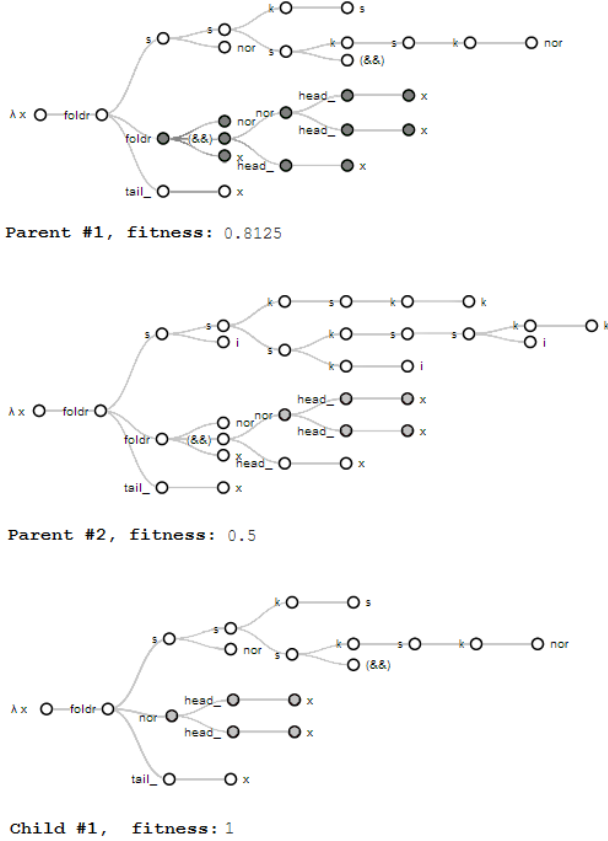 k s
s s nor
k s k nor
s (&&)
λ x foldr
nor nor head_ x
foldr (&&) head_ x
x head_ x
tail_ x
Parent #1, fitness: 0.8125
k s k k
s s i
k s s k k
s i
k i
λ x foldr
head_ x
nor nor
foldr (&&) head_ x
x head_ x
tail_ x
Parent #2, fitness: 0.5
k s
s s nor
k s k nor
s (&&)
λ x foldr
head_ x
nor head_ x
tail_ x
Child #1, fitness: 1